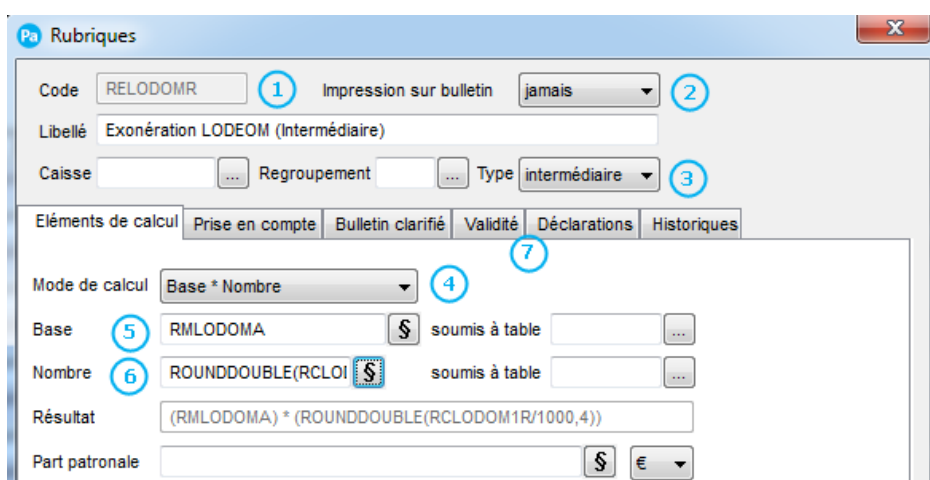 Pa Rubriques X
Code RELODOMR 1 Impression sur bulletin jamais 2
Libellé Exonération LODEOM (Intermédiaire)
Caisse ... Regroupement ... Type intermédiaire 3
Eléments de calcul Prise en compte Bulletin clarifié Validité Déclarations Historiques
7
Mode de calcul Base * Nombre 4
Base 5 RMLODOMA § soumis à table ...
Nombre 6 ROUNDDOUBLE(RCLOI § soumis à table ...
Résultat (RMLODOMA) * (ROUNDDOUBLE(RCLODOM1R/1000,4))
Part patronale § €